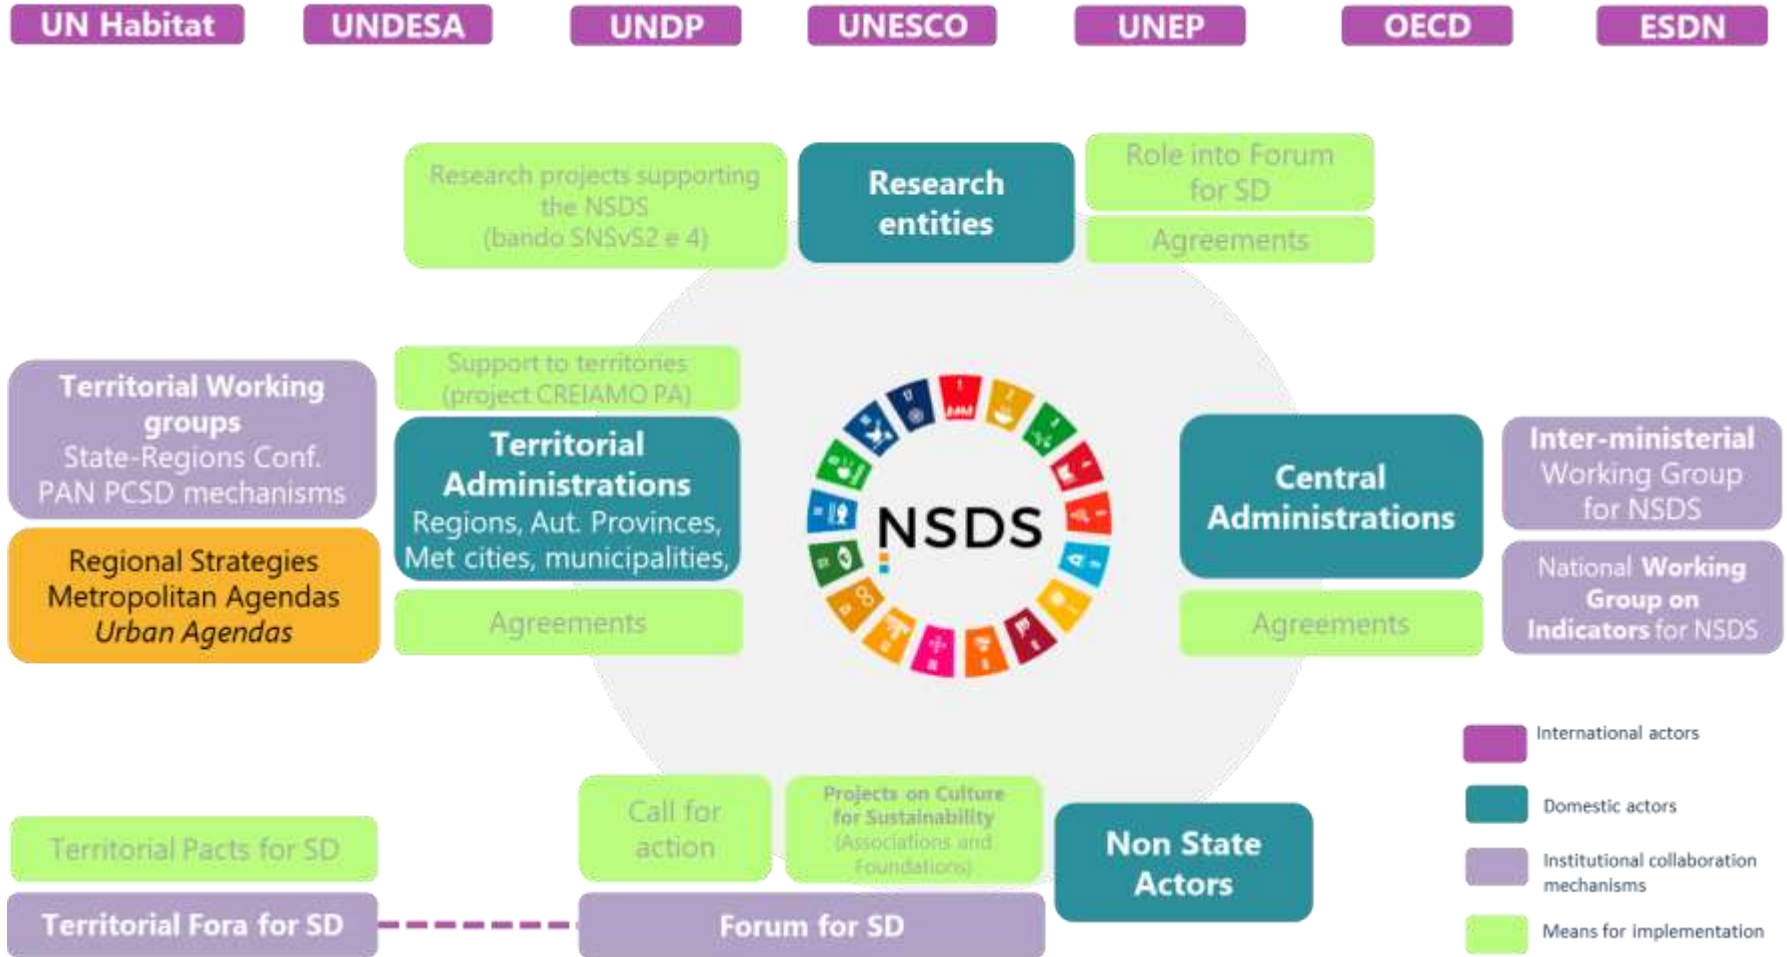 UN Habitat
UNDESA
UNDP
UNESCO
UNEP
OECD
ESDN
Research projects supporting
the NSDS
(bando SNSvS2 e 4)
Research
entities
Role into Forum
for SD
Agreements
Territorial Working
groups
State-Regions Conf.
PAN PCSD mechanisms
Regional Strategies
Metropolitan Agendas
Urban Agendas
Support to territories
(project CREIAMO PA)
Territorial
Administrations
Regions, Aut. Provinces,
Met cities, municipalities,
Agreements
NSDS
Central
Administrations
Agreements
Inter-ministerial
Working Group
for NSDS
National Working
Group on
Indicators for NSDS
Territorial Pacts for SD
Territorial Fora for SD
Call for
action
Projects on Culture
for Sustainability
(Associations and
Foundations)
Forum for SD
Non State
Actors
International actors
Domestic actors
Institutional collaboration
mechanisms
Means for implementation